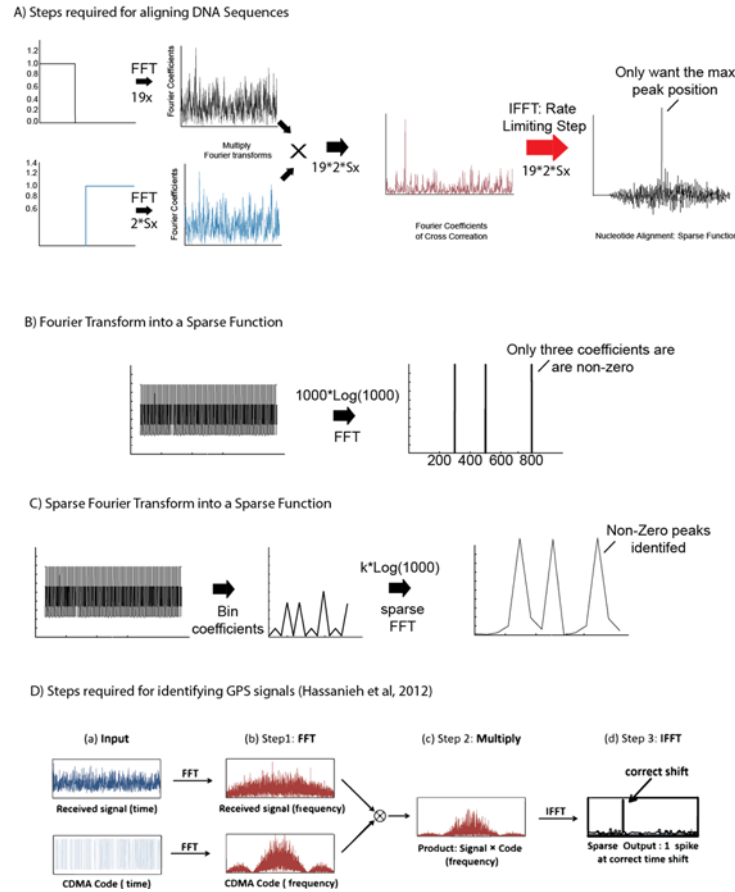 A) Steps required for aligning DNA Sequences
1.2
1.0
0.8
0.6
0.4
0.2
0.0
FFT
19x
Fourier Coefficients
Multiply
Fourier transforms
19*2*Sx
IFFT: Rate
Limiting Step
19*2*Sx
Only want the max
peak position
1.4
1.2
1.0
0.8
0.6
FFT
2*Sx
Fourier Coefficients
Fourier Coefficients
of Cross Correation
Nucleotide Alignment: Sparse Function
B) Fourier Transform into a Sparse Function
1000*Log(1000)
FFT
Only three coefficients are
are non-zero
200 400 600 800
C) Sparse Fourier Transform into a Sparse Function
Bin
coefficients
k*Log(1000)
sparse
FFT
Non-Zero peaks
identifed
D) Steps required for identifying GPS signals (Hassanieh et al, 2012)
(a) Input
(b) Step1: FFT
(c) Step 2: Multiply
(d) Step 3: IFFT
FFT
Received signal (time)
Received signal (frequency)
FFT
CDMA Code ( time)
CDMA Code ( frequency)
Product: Signal × Code
(frequency)
IFFT
correct shift
Sparse Output : 1 spike
at correct time shift